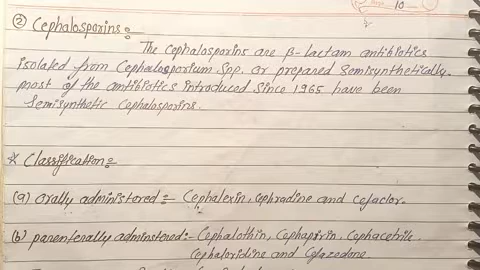 10
② Cephalosporins:-
The Cephalosporins are β-lactam antibiotics
isolated from Cephalosporium Spp. or prepared Semisynthetically.
most of the antibiotics introduced since 1965 have been
Semisynthetic Cephalosporins.
* Classification:-
(a) orally administered:- Cephalexin, cephradine and cefaclor.
(b) parenterally administered:- Cephalothin, Cephapirin, Cephacetrile
Cephaloridine and Cefazedone.